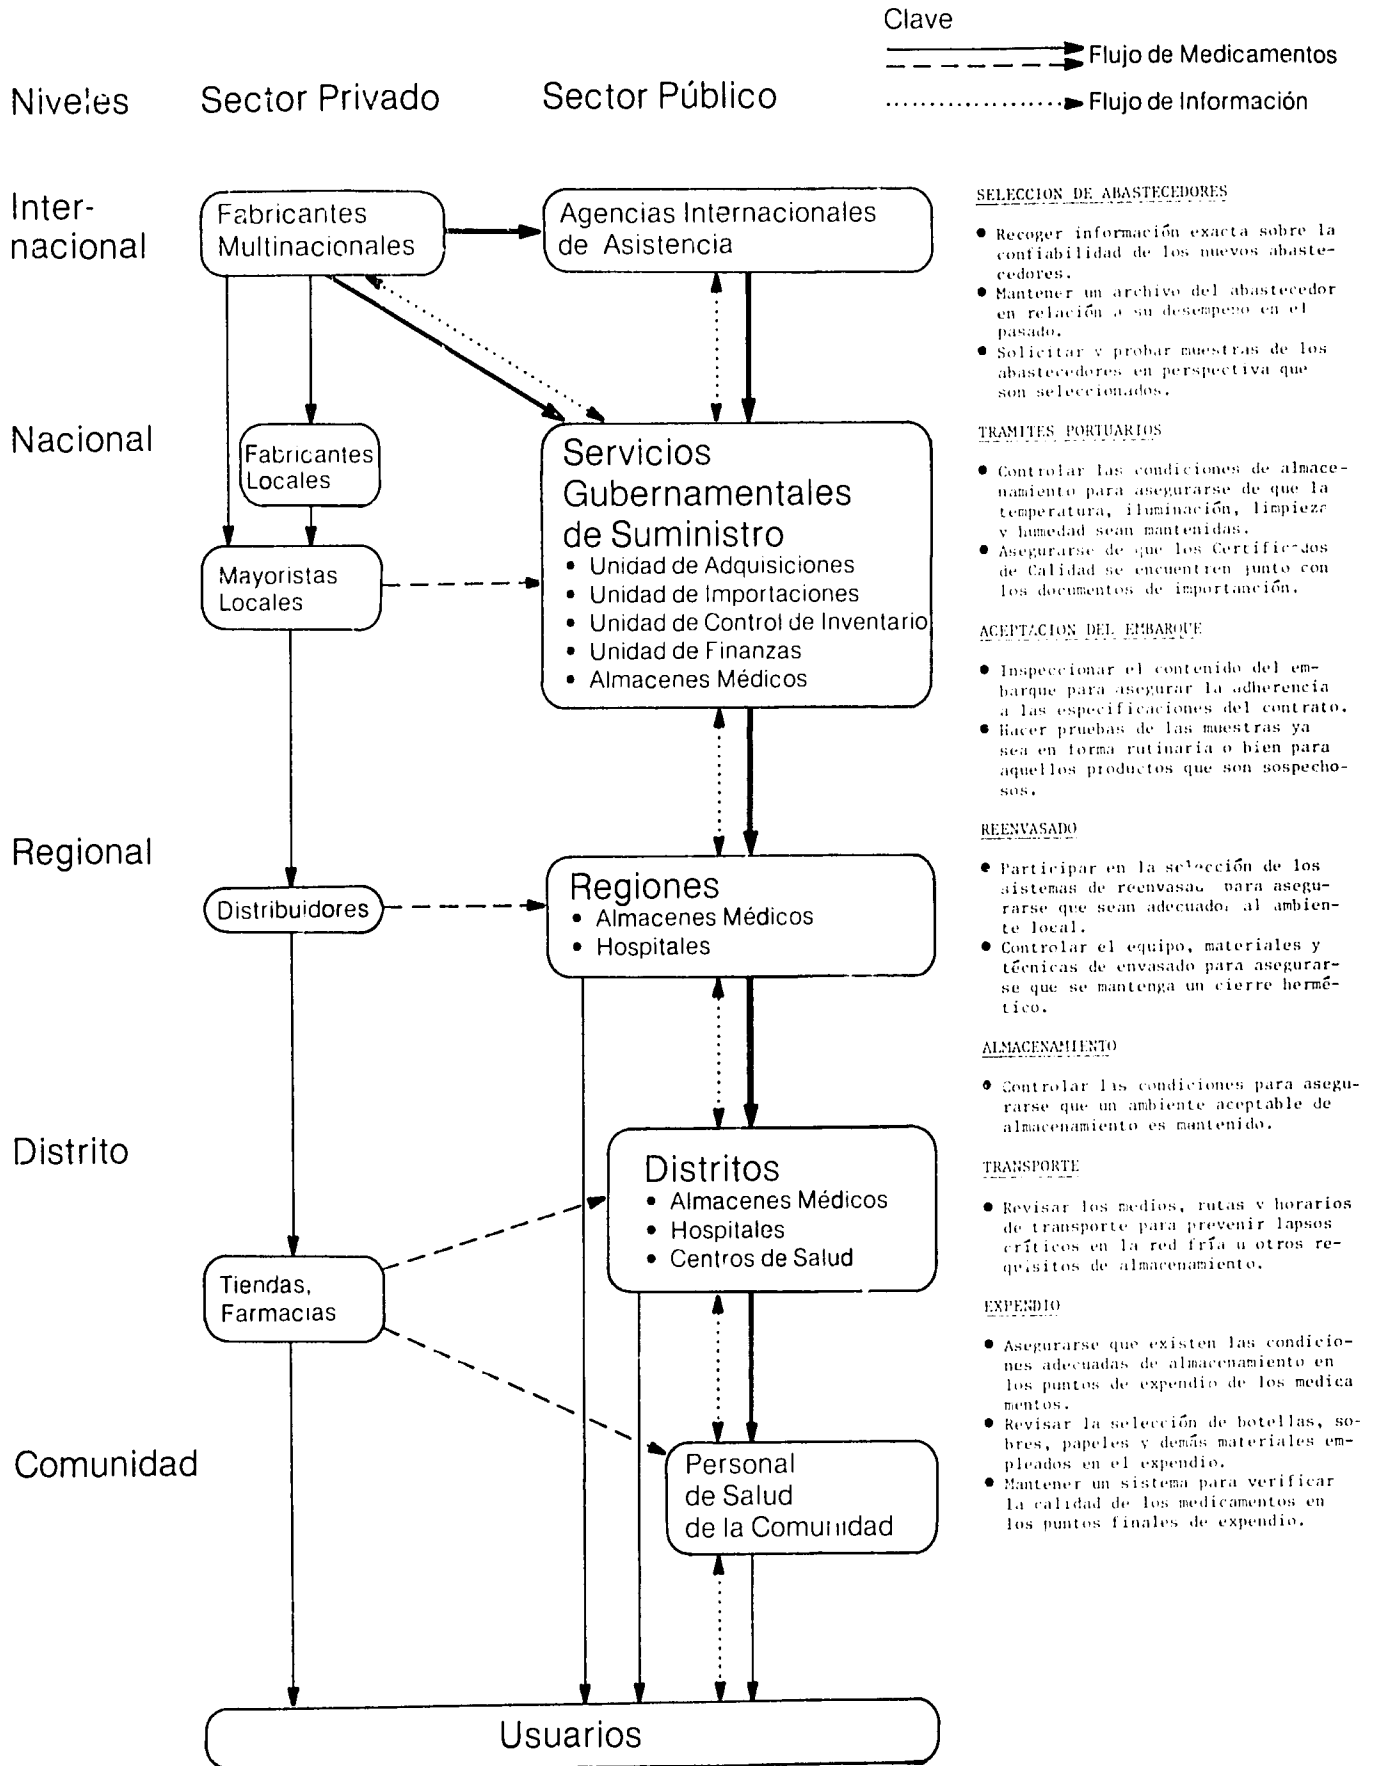 Clave
Flujo de Medicamentos
Flujo de Información
Niveles
Sector Privado
Sector Público
Inter-
nacional
Fabricantes
Multinacionales
Agencias Internacionales
de Asistencia
Nacional
Fabricantes
Locales
Mayoristas
Locales
Servicios
Gubernamentales
de Suministro
• Unidad de Adquisiciones
• Unidad de Importaciones
• Unidad de Control de Inventario
• Unidad de Finanzas
• Almacenes Médicos
Regional
Distribuidores
Regiones
• Almacenes Médicos
• Hospitales
Distrito
Distritos
• Almacenes Médicos
• Hospitales
• Centros de Salud
Tiendas,
Farmacias
Comunidad
Personal
de Salud
de la Comunidad
Usuarios
SELECCION DE ABASTECEDORES
● Recoger información exacta sobre la
confiabilidad de los nuevos abaste-
cedores.
● Mantener un archivo del abastecedor
en relación a su desempeno en el
pasado.
● Solicitar y probar muestras de los
abastecedores en perspectiva que
son seleccionados.
TRAMITES PORTUARIOS
● Controlar las condiciones de almace-
namiento para asegurarse de que la
temperatura, iluminación, limpieza
y humedad sean mantenidas.
● Asegurarse de que los Certificados
de Calidad se encuentren junto con
los documentos de importanción.
ACEPTACION DEL EMBARQUE
● Inspeccionar el contenido del em-
barque para asegurar la adherencia
a las especificaciones del contrato.
● Hacer pruebas de las muestras ya
sea en forma rutinaria o bien para
aquellos productos que son sospecho-
sos.
REENVASADO
● Participar en la selección de los
sistemas de reenvasad para asegu-
rarse que sean adecuado, al ambien-
te local.
● Controlar el equipo, materiales y
técnicas de envasado para asegurar-
se que se mantenga un cierre hermé-
tico.
ALMACENAMIENTO
● Controlar las condiciones para asegu-
rarse que un ambiente aceptable de
almacenamiento es mantenido.
TRANSPORTE
● Revisar los medios, rutas y horarios
de transporte para prevenir lapsos
críticos en la red fría u otros re-
quisitos de almacenamiento.
EXPENDIO
● Asegurarse que existen las condicio-
nes adecuadas de almacenamiento en
los puntos de expendio de los medica
mentos.
● Revisar la selección de botellas, so-
bres, papeles y demás materiales em-
pleados en el expendio.
● Mantener un sistema para verificar
la calidad de los medicamentos en
los puntos finales de expendio.